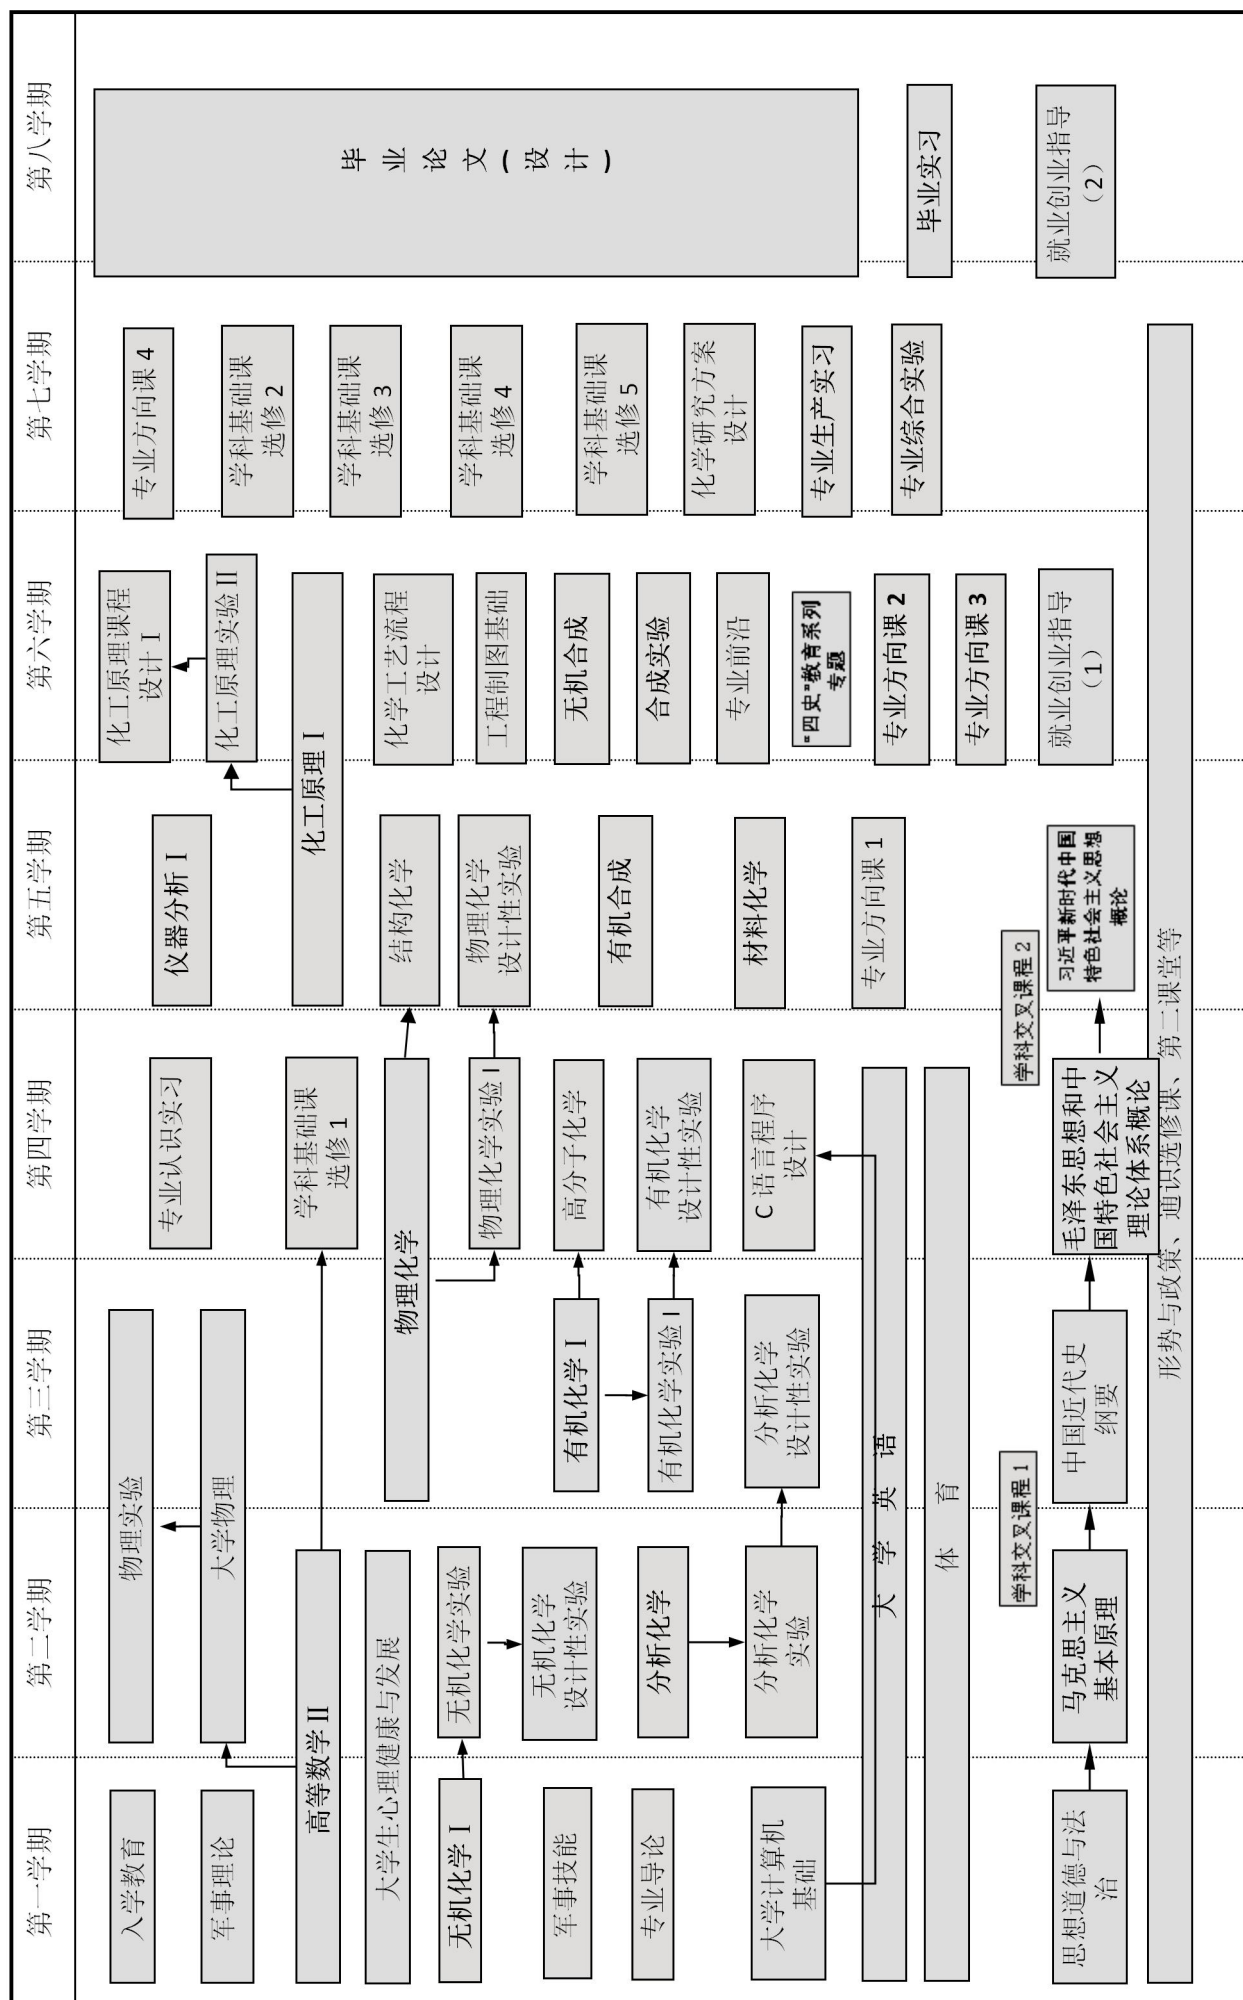 第一学期
入学教育
军事理论
高等数学 II
大学生心理健康与发展
无机化学 I
军事技能
专业导论
大学计算机
基础
大 学 英 语
体 育
思想道德与法
治
形势与政策、通识选修课、第二课堂等
第二学期
物理实验
大学物理
无机化学实验
无机化学
设计性实验
分析化学
分析化学
实验
学科交叉课程 1
马克思主义
基本原理
第三学期
物理化学
有机化学 I
有机化学实验 I
分析化学
设计性实验
中国近代史
纲要
第四学期
专业认识实习
学科基础课
选修 1
物理化学实验 I
高分子化学
有机化学
设计性实验
C 语言程序
设计
学科交叉课程 2
毛泽东思想和中
国特色社会主义
理论体系概论
第五学期
仪器分析 I
化工原理 I
结构化学
物理化学
设计性实验
有机合成
材料化学
专业方向课 1
习近平新时代中国
特色社会主义思想
概论
第六学期
化工原理课程
设计 I
化工原理实验 II
化学工艺流程
设计
工程制图基础
无机合成
合成实验
专业前沿
“四史”教育系列
专题
专业方向课 2
专业方向课 3
就业创业指导
（1）
第七学期
专业方向课 4
学科基础课
选修 2
学科基础课
选修 3
学科基础课
选修 4
学科基础课
选修 5
化学研究方案
设计
专业生产实习
专业综合实验
第八学期
毕 业 论 文 ( 设 计 )
毕业实习
就业创业指导
（2）